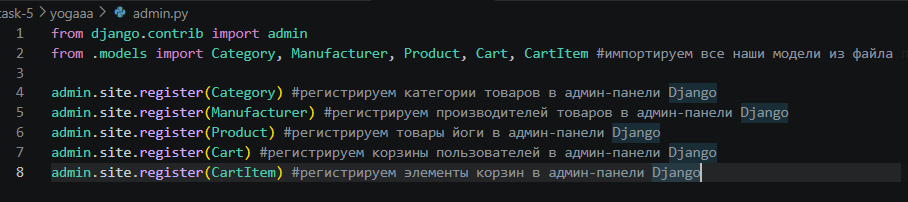 task-5 > yogaaa > admin.py
1 from django.contrib import admin
2 from .models import Category, Manufacturer, Product, Cart, CartItem #импортируем все наши модели из файла
3
4 admin.site.register(Category) #регистрируем категории товаров в админ-панели Django
5 admin.site.register(Manufacturer) #регистрируем производителей товаров в админ-панели Django
6 admin.site.register(Product) #регистрируем товары йоги в админ-панели Django
7 admin.site.register(Cart) #регистрируем корзины пользователей в админ-панели Django
8 admin.site.register(CartItem) #регистрируем элементы корзин в админ-панели Django